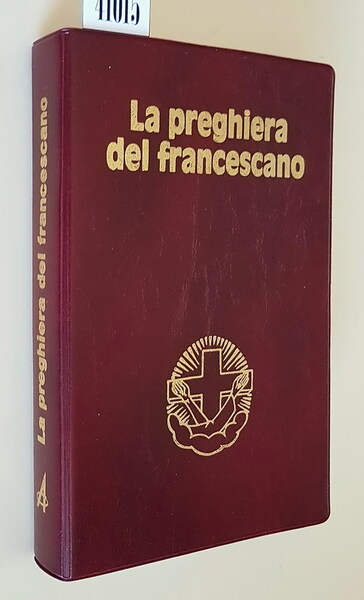 41015
La preghiera
del francescano
La preghiera del francescano